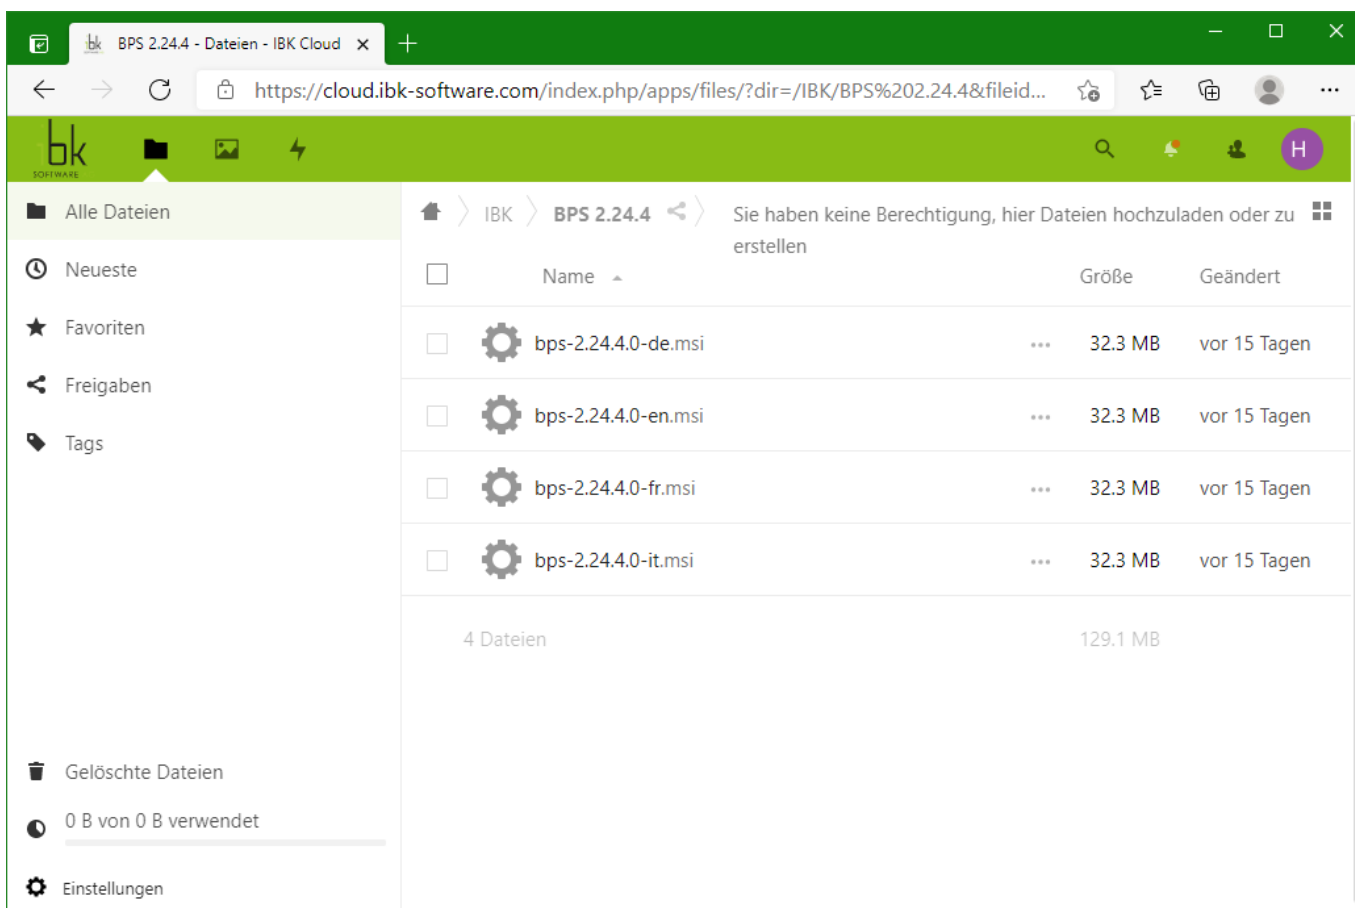 bk BPS 2.24.4 - Dateien - IBK Cloud
https://cloud.ibk-software.com/index.php/apps/files/?dir=/IBK/BPS%202.24.4&fileid...
ibk
SOFTWARE
H
Alle Dateien
Neueste
Favoriten
Freigaben
Tags
IBK BPS 2.24.4 Sie haben keine Berechtigung, hier Dateien hochzuladen oder zu
erstellen
Name Größe Geändert
bps-2.24.4.0-de.msi ... 32.3 MB vor 15 Tagen
bps-2.24.4.0-en.msi ... 32.3 MB vor 15 Tagen
bps-2.24.4.0-fr.msi ... 32.3 MB vor 15 Tagen
bps-2.24.4.0-it.msi ... 32.3 MB vor 15 Tagen
4 Dateien 129.1 MB
Gelöschte Dateien
0 B von 0 B verwendet
Einstellungen